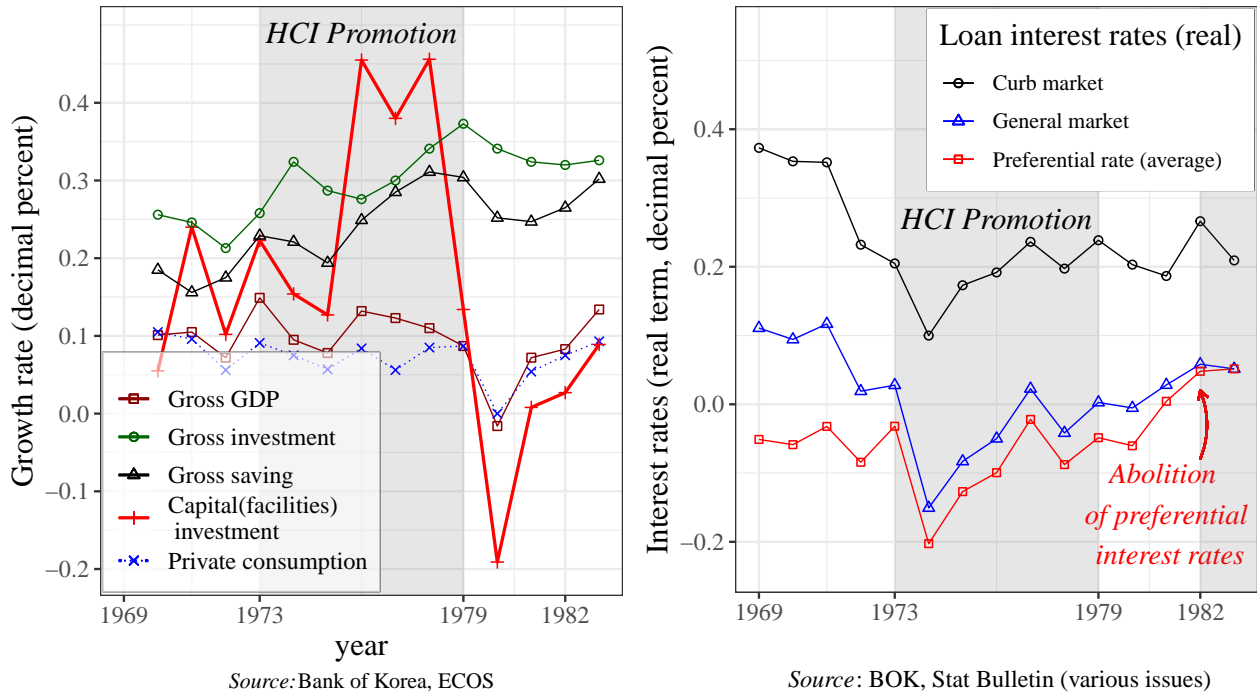 HCI Promotion
Growth rate (decimal percent)
0.4
0.3
0.2
0.1
0.0
−0.1
−0.2
Gross GDP
Gross investment
Gross saving
Capital(facilities)
investment
Private consumption
1969
1973
1979
1982
year
Source: Bank of Korea, ECOS
Interest rates (real term, decimal percent)
0.4
0.2
0.0
−0.2
Loan interest rates (real)
Curb market
General market
Preferential rate (average)
HCI Promotion
Abolition
of preferential
interest rates
1969
1973
1979
1982
Source: BOK, Stat Bulletin (various issues)